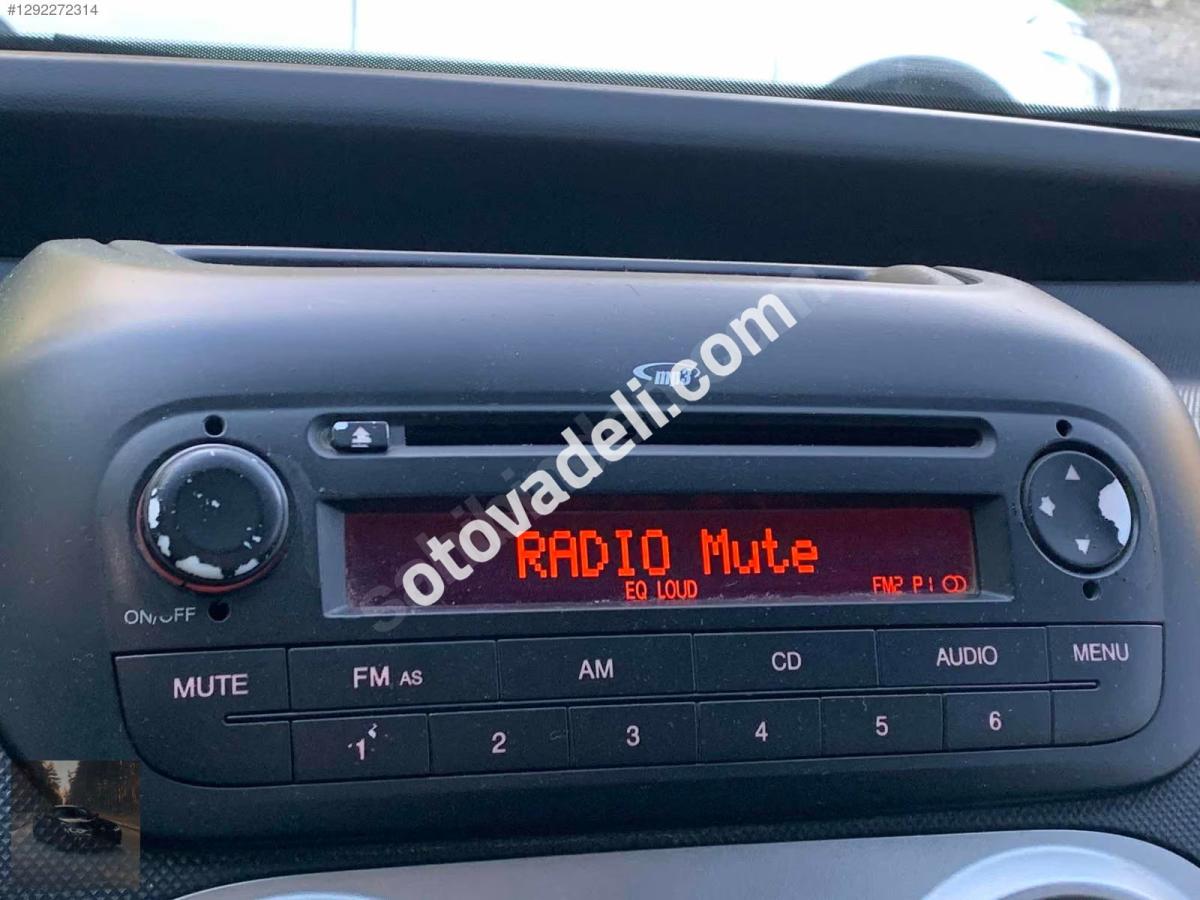 #1292272314
mp3
otovadeli.com
RADIO Mute
EQ LOUD
FM2 P1
ON/OFF
MUTE
FM AS
AM
CD
AUDIO
MENU
1
2
3
4
5
6